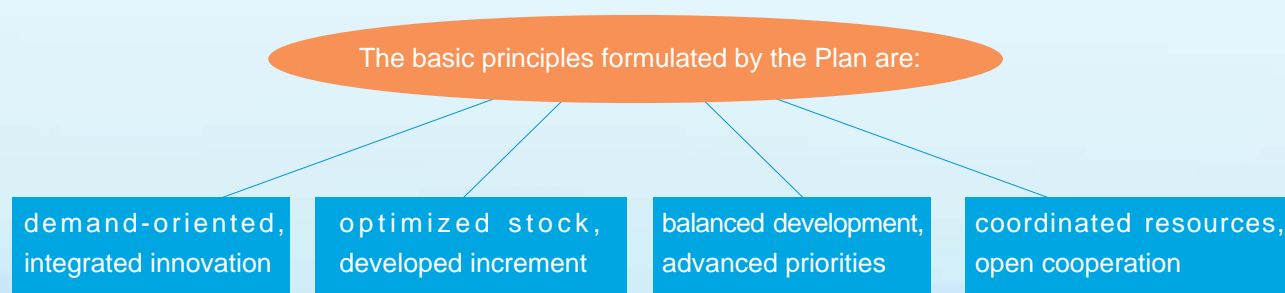 The basic principles formulated by the Plan are:
demand-oriented,
integrated innovation
optimized stock,
developed increment
balanced development,
advanced priorities
coordinated resources,
open cooperation